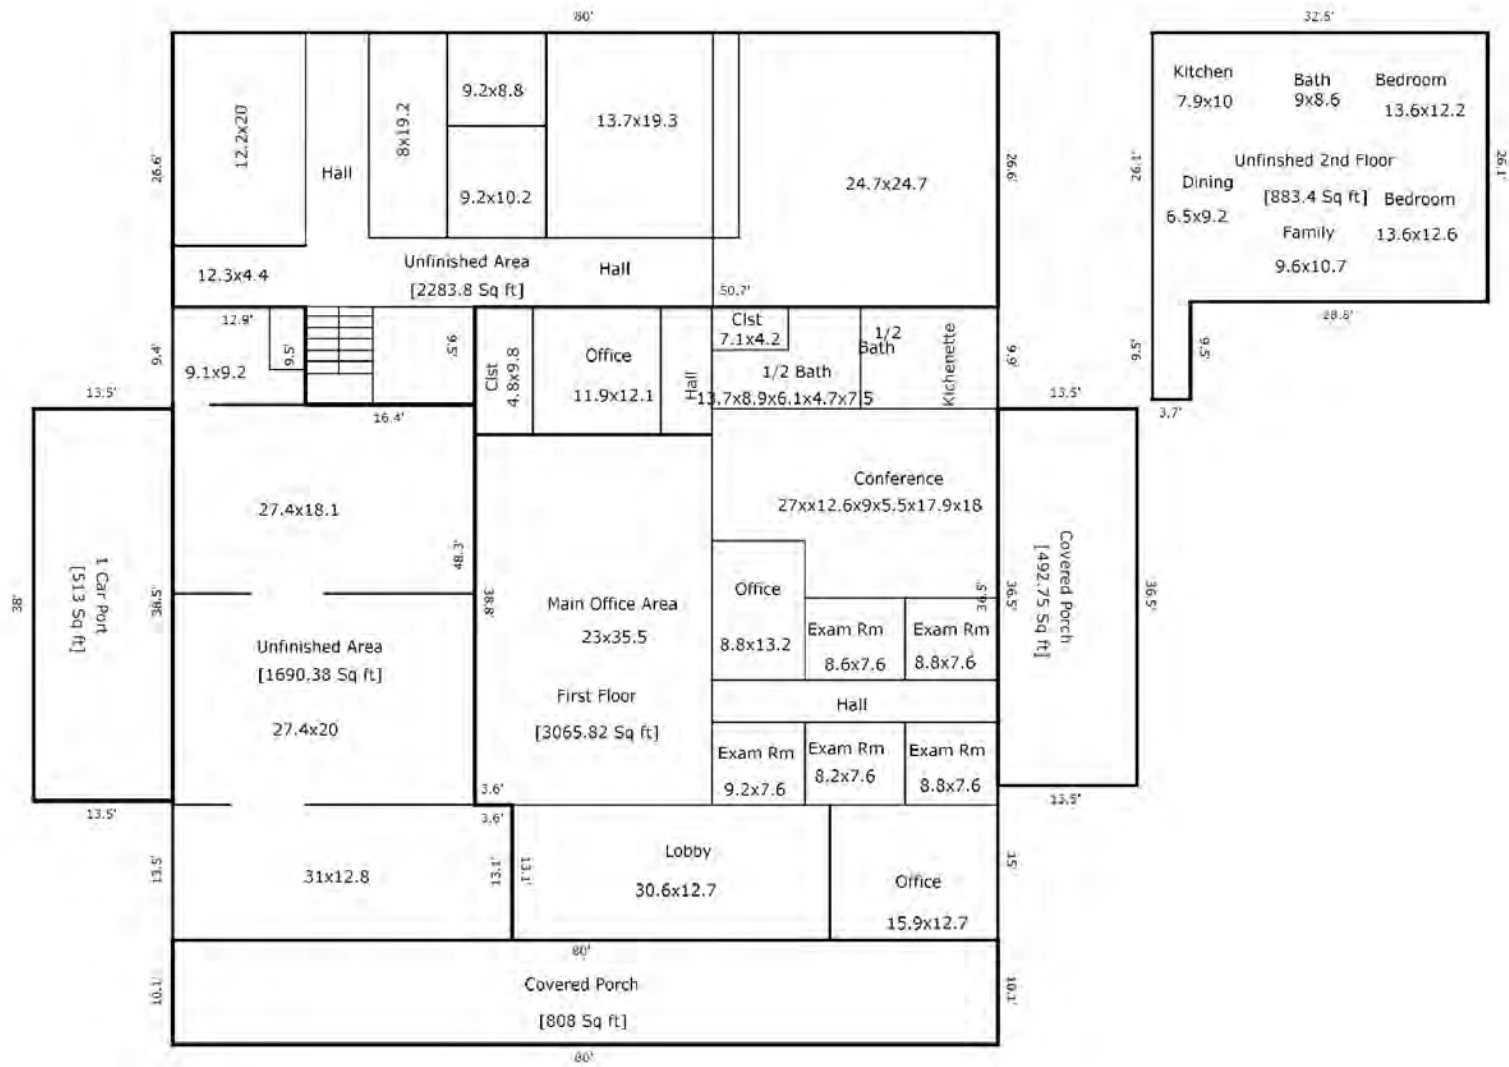 80'
32.5'
12.2x20
Hall
8x19.2
9.2x8.8
9.2x10.2
13.7x19.3
24.7x24.7
26.6'
26.6'
12.3x4.4
Unfinished Area
[2283.8 Sq ft]
Hall
50.7'
Kitchen
7.9x10
Bath
9x8.6
Bedroom
13.6x12.2
Unfinshed 2nd Floor
[883.4 Sq ft]
Dining
6.5x9.2
Bedroom
13.6x12.6
Family
9.6x10.7
26.1'
26.1'
28.8'
9.5'
9.5'
3.7'
12.9'
9.5'
9.4'
9.1x9.2
9.5'
16.4'
Clst
4.8x9.8
Office
11.9x12.1
Hall
Clst
7.1x4.2
1/2
Bath
1/2 Bath
13.7x8.9x6.1x4.7x7.5
Kichenette
9.9'
13.5'
13.5'
1 Car Port
[513 Sq ft]
38'
38.5'
13.5'
27.4x18.1
48.3'
38.8'
Unfinished Area
[1690.38 Sq ft]
27.4x20
Main Office Area
23x35.5
First Floor
[3065.82 Sq ft]
Conference
27xx12.6x9x5.5x17.9x18
Office
8.8x13.2
Exam Rm
8.6x7.6
Exam Rm
8.8x7.6
Hall
Exam Rm
9.2x7.6
Exam Rm
8.2x7.6
Exam Rm
8.8x7.6
36.5'
36.5'
Covered Porch
[492.75 Sq ft]
36.5'
13.5'
3.6'
3.6'
13.5'
31x12.8
13.1'
13.1'
Lobby
30.6x12.7
Office
15.9x12.7
15'
80'
10.1'
Covered Porch
[808 Sq ft]
10.1'
80'